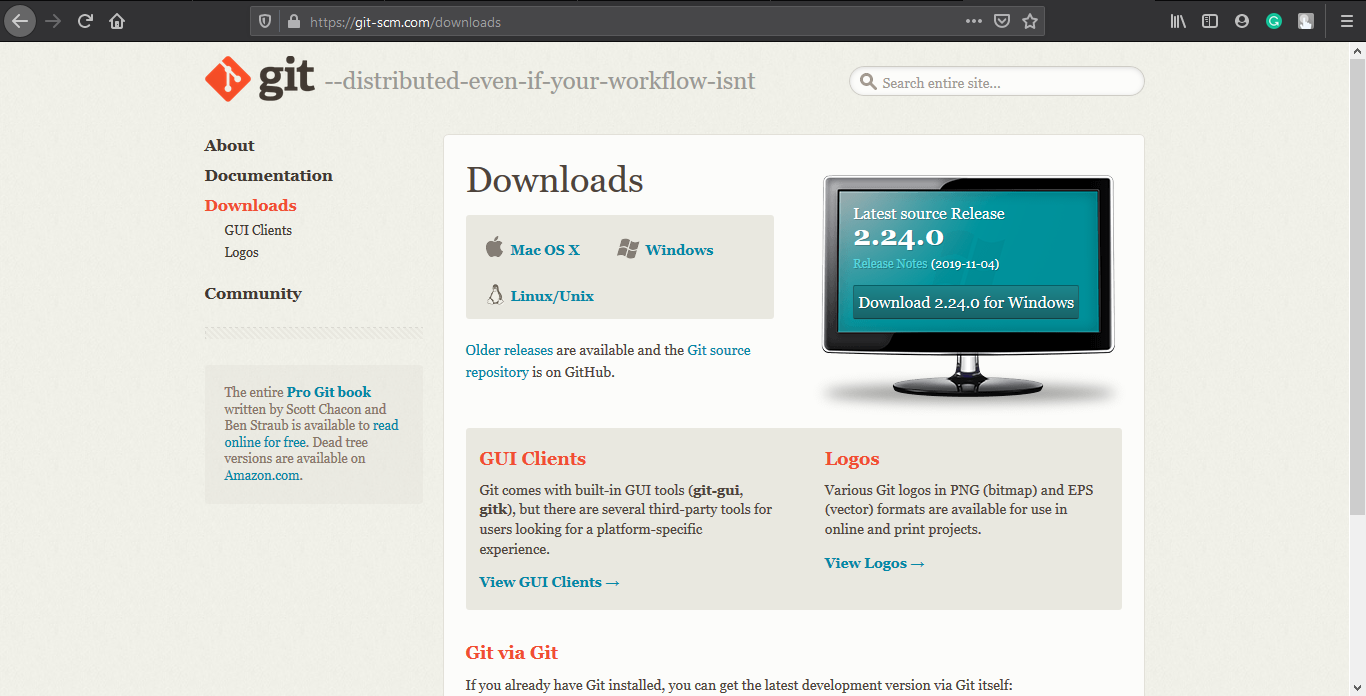 https://git-scm.com/downloads
git --distributed-even-if-your-workflow-isnt
Search entire site...
About
Documentation
Downloads
GUI Clients
Logos
Community
The entire Pro Git book
written by Scott Chacon and
Ben Straub is available to read
online for free. Dead tree
versions are available on
Amazon.com.
Downloads
Mac OS X
Windows
Linux/Unix
Older releases are available and the Git source
repository is on GitHub.
Latest source Release
2.24.0
Release Notes (2019-11-04)
Download 2.24.0 for Windows
GUI Clients
Git comes with built-in GUI tools (git-gui,
gitk), but there are several third-party tools for
users looking for a platform-specific
experience.
View GUI Clients →
Logos
Various Git logos in PNG (bitmap) and EPS
(vector) formats are available for use in
online and print projects.
View Logos →
Git via Git
If you already have Git installed, you can get the latest development version via Git itself: